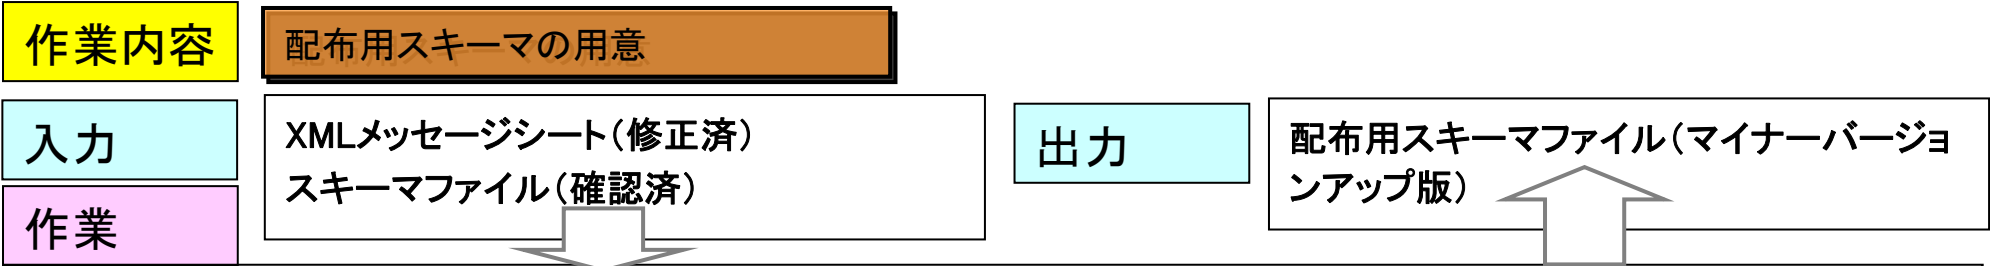 作業内容
配布用スキーマの用意
入力
XMLメッセージシート（修正済）
スキーマファイル（確認済）
出力
配布用スキーマファイル（マイナーバージョ
ンアップ版）
作業